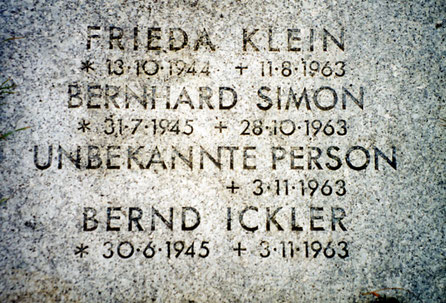 FRIEDA KLEIN
* 13·10·1944 + 11·8·1963
BERNHARD SIMON
* 31·7·1945 + 28·10·1963
UNBEKANNTE PERSON
+ 3·11·1963
BERND ICKLER
* 30·6·1945 + 3·11·1963